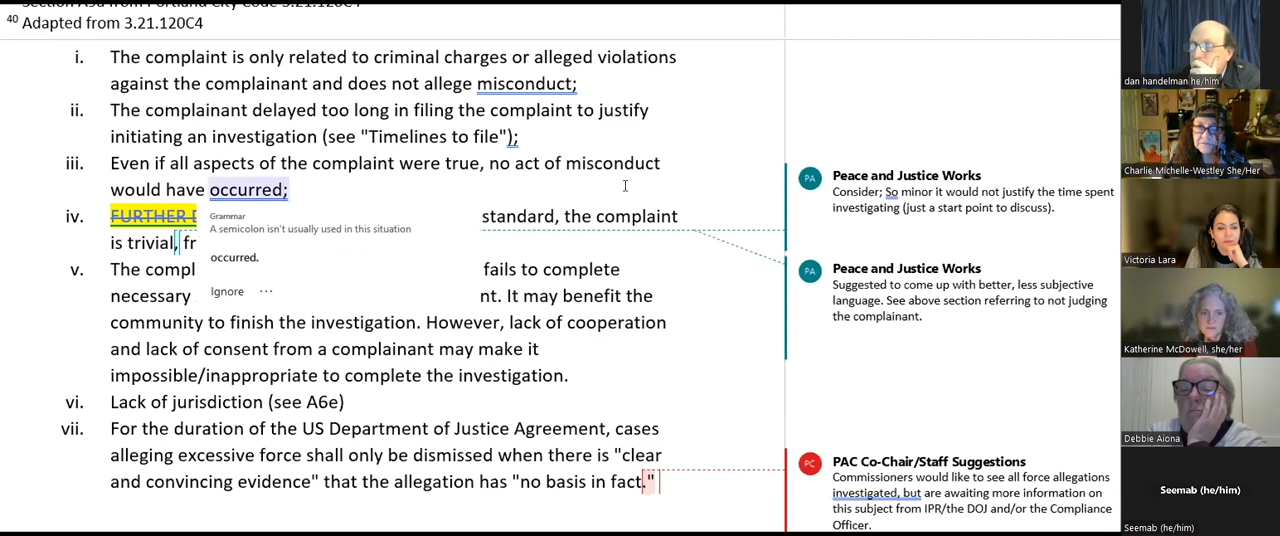 Section A5a from Portland City Code 3.21.120C4
40 Adapted from 3.21.120C4
i. The complaint is only related to criminal charges or alleged violations
against the complainant and does not allege misconduct;
ii. The complainant delayed too long in filing the complaint to justify
initiating an investigation (see "Timelines to file");
iii. Even if all aspects of the complaint were true, no act of misconduct
would have occurred;
iv. FURTHER standard, the complaint
is trivial, fr
v. The compl fails to complete
necessary nt. It may benefit the
community to finish the investigation. However, lack of cooperation
and lack of consent from a complainant may make it
impossible/inappropriate to complete the investigation.
vi. Lack of jurisdiction (see A6e)
vii. For the duration of the US Department of Justice Agreement, cases
alleging excessive force shall only be dismissed when there is "clear
and convincing evidence" that the allegation has "no basis in fact."
Grammar
A semicolon isn't usually used in this situation
occurred.
Ignore ...
PA Peace and Justice Works
Consider; So minor it would not justify the time spent
investigating (just a start point to discuss).
PA Peace and Justice Works
Suggested to come up with better, less subjective
language. See above section referring to not judging
the complainant.
PC PAC Co-Chair/Staff Suggestions
Commissioners would like to see all force allegations
investigated, but are awaiting more information on
this subject from IPR/the DOJ and/or the Compliance
Officer.
dan handelman he/him
Charlie Michelle-Westley She/Her
Victoria Lara
Katherine McDowell, she/her
Debbie Aiona
Seemab (he/him)
Seemab (he/him)